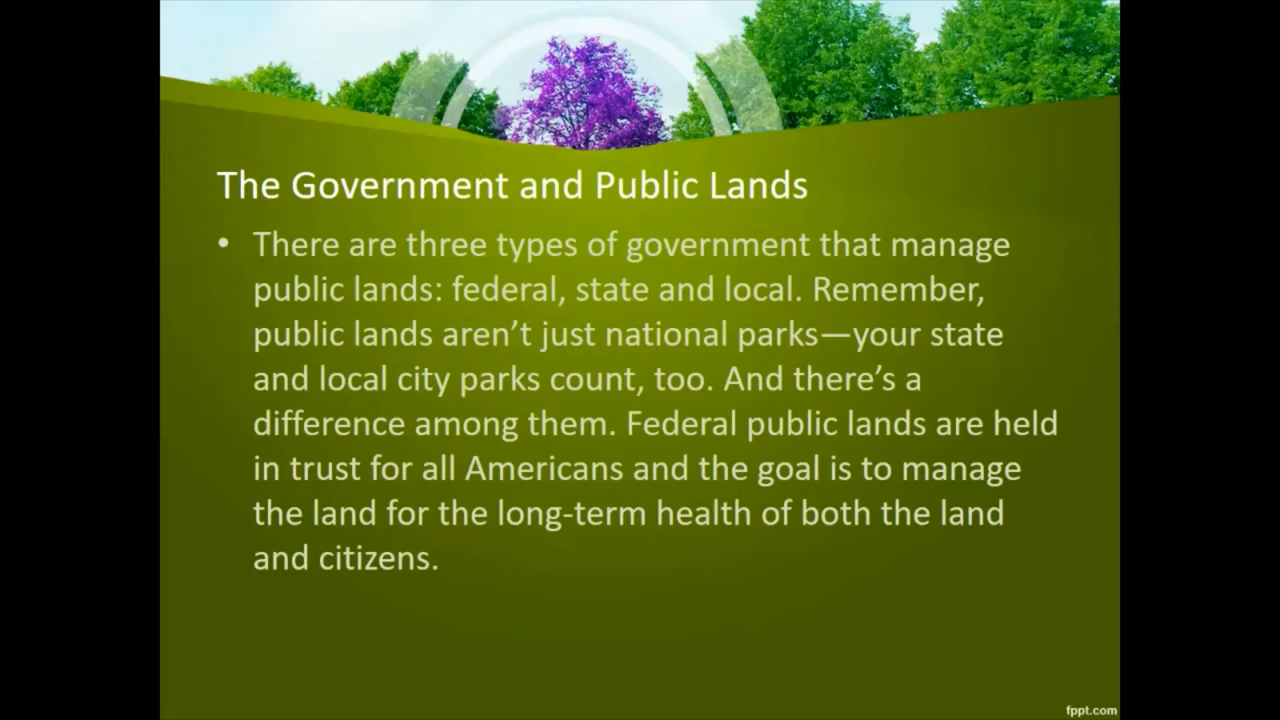 The Government and Public Lands
• There are three types of government that manage
public lands: federal, state and local. Remember,
public lands aren’t just national parks—your state
and local city parks count, too. And there’s a
difference among them. Federal public lands are held
in trust for all Americans and the goal is to manage
the land for the long-term health of both the land
and citizens.
fppt.com